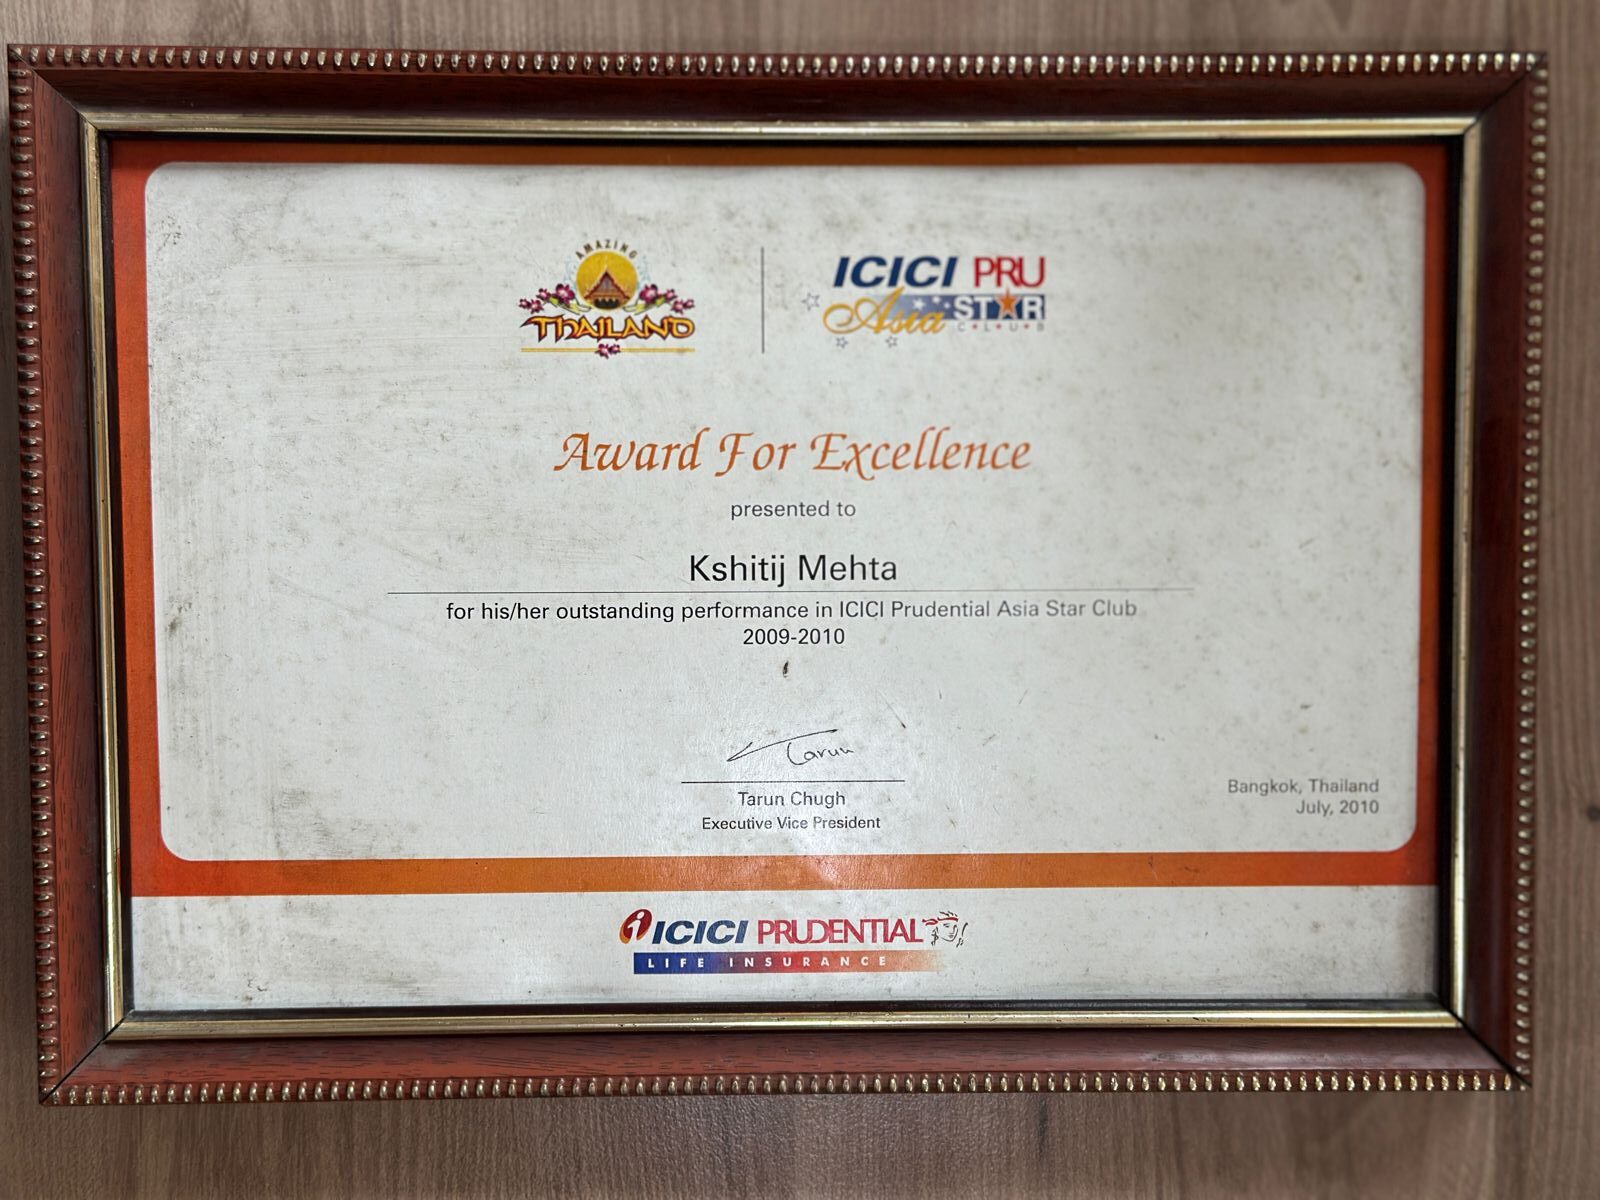 AMAZING
THAILAND
ICICI PRU
Asia STAR
CLUB
Award For Excellence
presented to
Kshitij Mehta
for his/her outstanding performance in ICICI Prudential Asia Star Club
2009-2010
Tarun
Tarun Chugh
Executive Vice President
Bangkok, Thailand
July, 2010
i ICICI PRUDENTIAL
LIFE INSURANCE